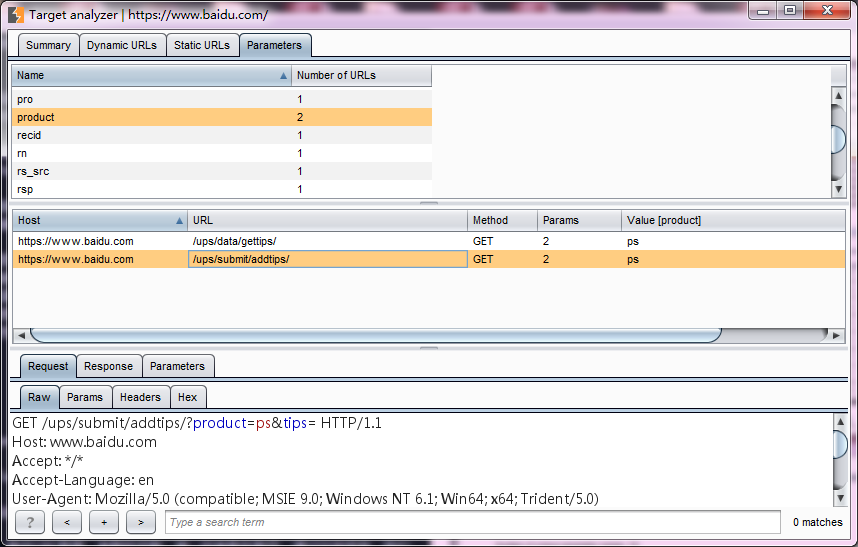 Target analyzer | https://www.baidu.com/
Summary Dynamic URLs Static URLs Parameters
Name Number of URLs
pro 1
product 2
recid 1
rn 1
rs_src 1
rsp 1
Host URL Method Params Value [product]
https://www.baidu.com /ups/data/gettips/ GET 2 ps
https://www.baidu.com /ups/submit/addtips/ GET 2 ps
Request Response Parameters
Raw Params Headers Hex
GET /ups/submit/addtips/?product=ps&tips= HTTP/1.1
Host: www.baidu.com
Accept: */*
Accept-Language: en
User-Agent: Mozilla/5.0 (compatible; MSIE 9.0; Windows NT 6.1; Win64; x64; Trident/5.0)
? < + > Type a search term 0 matches